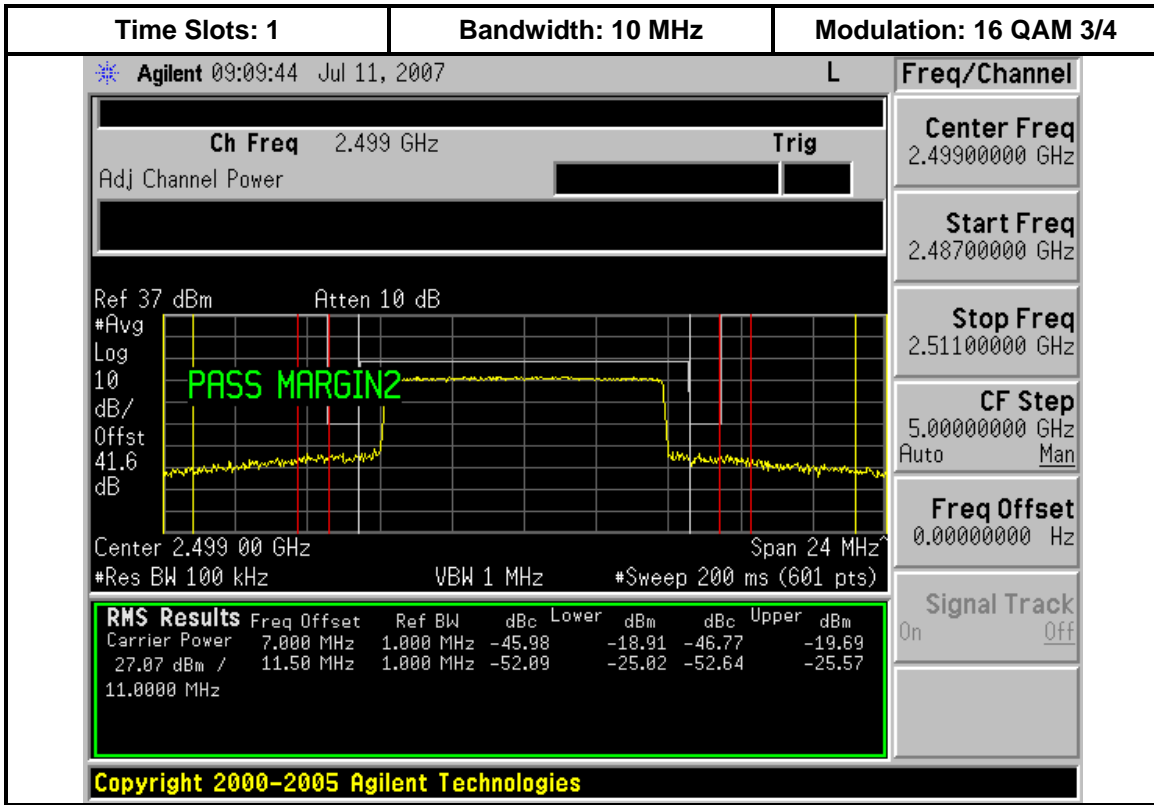 Time Slots: 1 Bandwidth: 10 MHz Modulation: 16 QAM 3/4
Agilent 09:09:44 Jul 11, 2007 L Freq/Channel
Ch Freq 2.499 GHz Trig
Adj Channel Power
Center Freq
2.49900000 GHz
Start Freq
2.48700000 GHz
Stop Freq
2.51100000 GHz
CF Step
5.00000000 GHz
Auto Man
Freq Offset
0.00000000 Hz
Signal Track
On Off
Ref 37 dBm Atten 10 dB
#Avg
Log
10
dB/
Offst
41.6
dB
PASS MARGIN2
Center 2.499 00 GHz Span 24 MHz^
#Res BW 100 kHz VBW 1 MHz #Sweep 200 ms (601 pts)
RMS Results Freq Offset Ref BW dBc Lower dBm dBc Upper dBm
Carrier Power 7.000 MHz 1.000 MHz -45.98 -18.91 -46.77 -19.69
27.07 dBm / 11.50 MHz 1.000 MHz -52.09 -25.02 -52.64 -25.57
11.0000 MHz
Copyright 2000-2005 Agilent Technologies